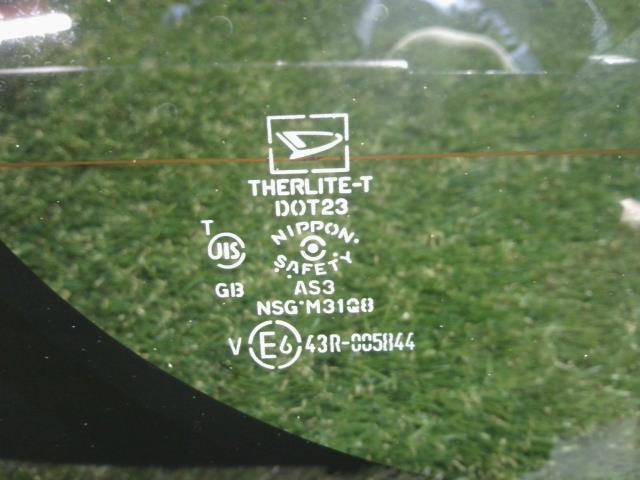 THERLITE-T
DOT23
NIPPON.
SAFETY
T
JIS
GB
AS3
NSG M31Q8
V E6 43R-005844